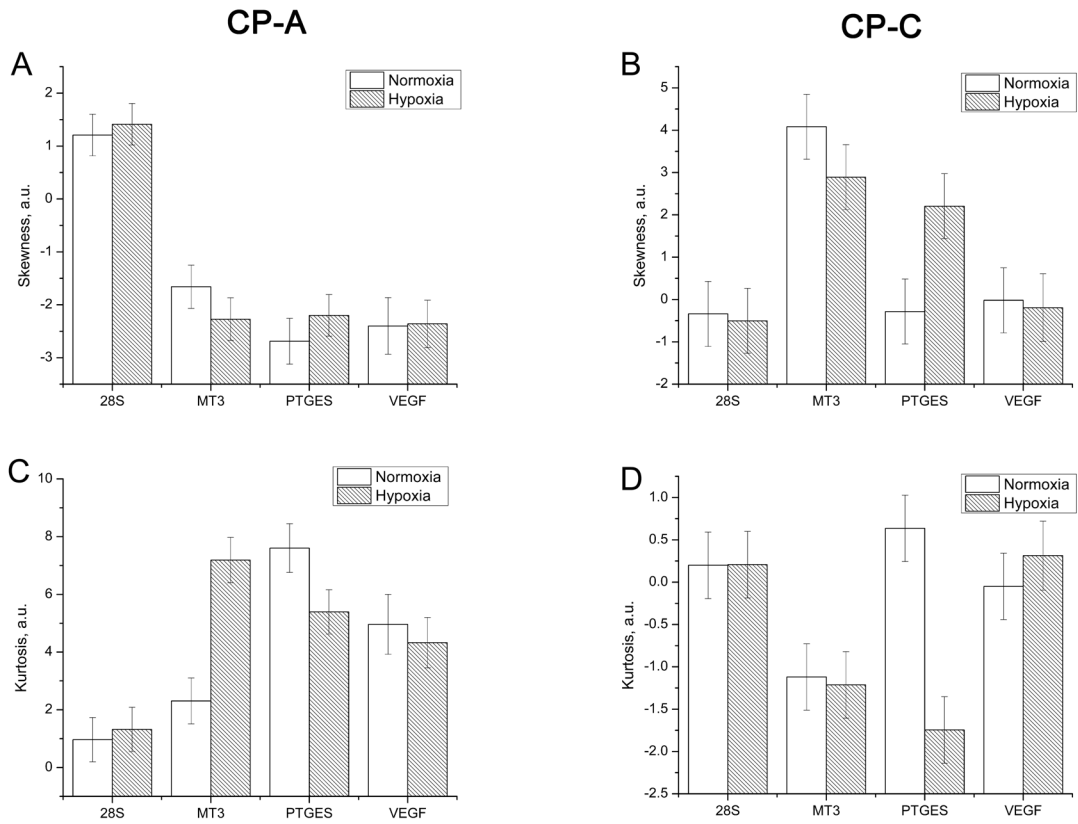 CP-A
CP-C
A
Normoxia
Hypoxia
2
1
0
-1
-2
-3
Skewness, a.u.
28S MT3 PTGES VEGF
B
Normoxia
Hypoxia
5
4
3
2
1
0
-1
-2
Skewness, a.u.
28S MT3 PTGES VEGF
C
Normoxia
Hypoxia
10
8
6
4
2
0
Kurtosis, a.u.
28S MT3 PTGES VEGF
D
Normoxia
Hypoxia
1.0
0.5
0.0
-0.5
-1.0
-1.5
-2.0
-2.5
Kurtosis, a.u.
28S MT3 PTGES VEGF